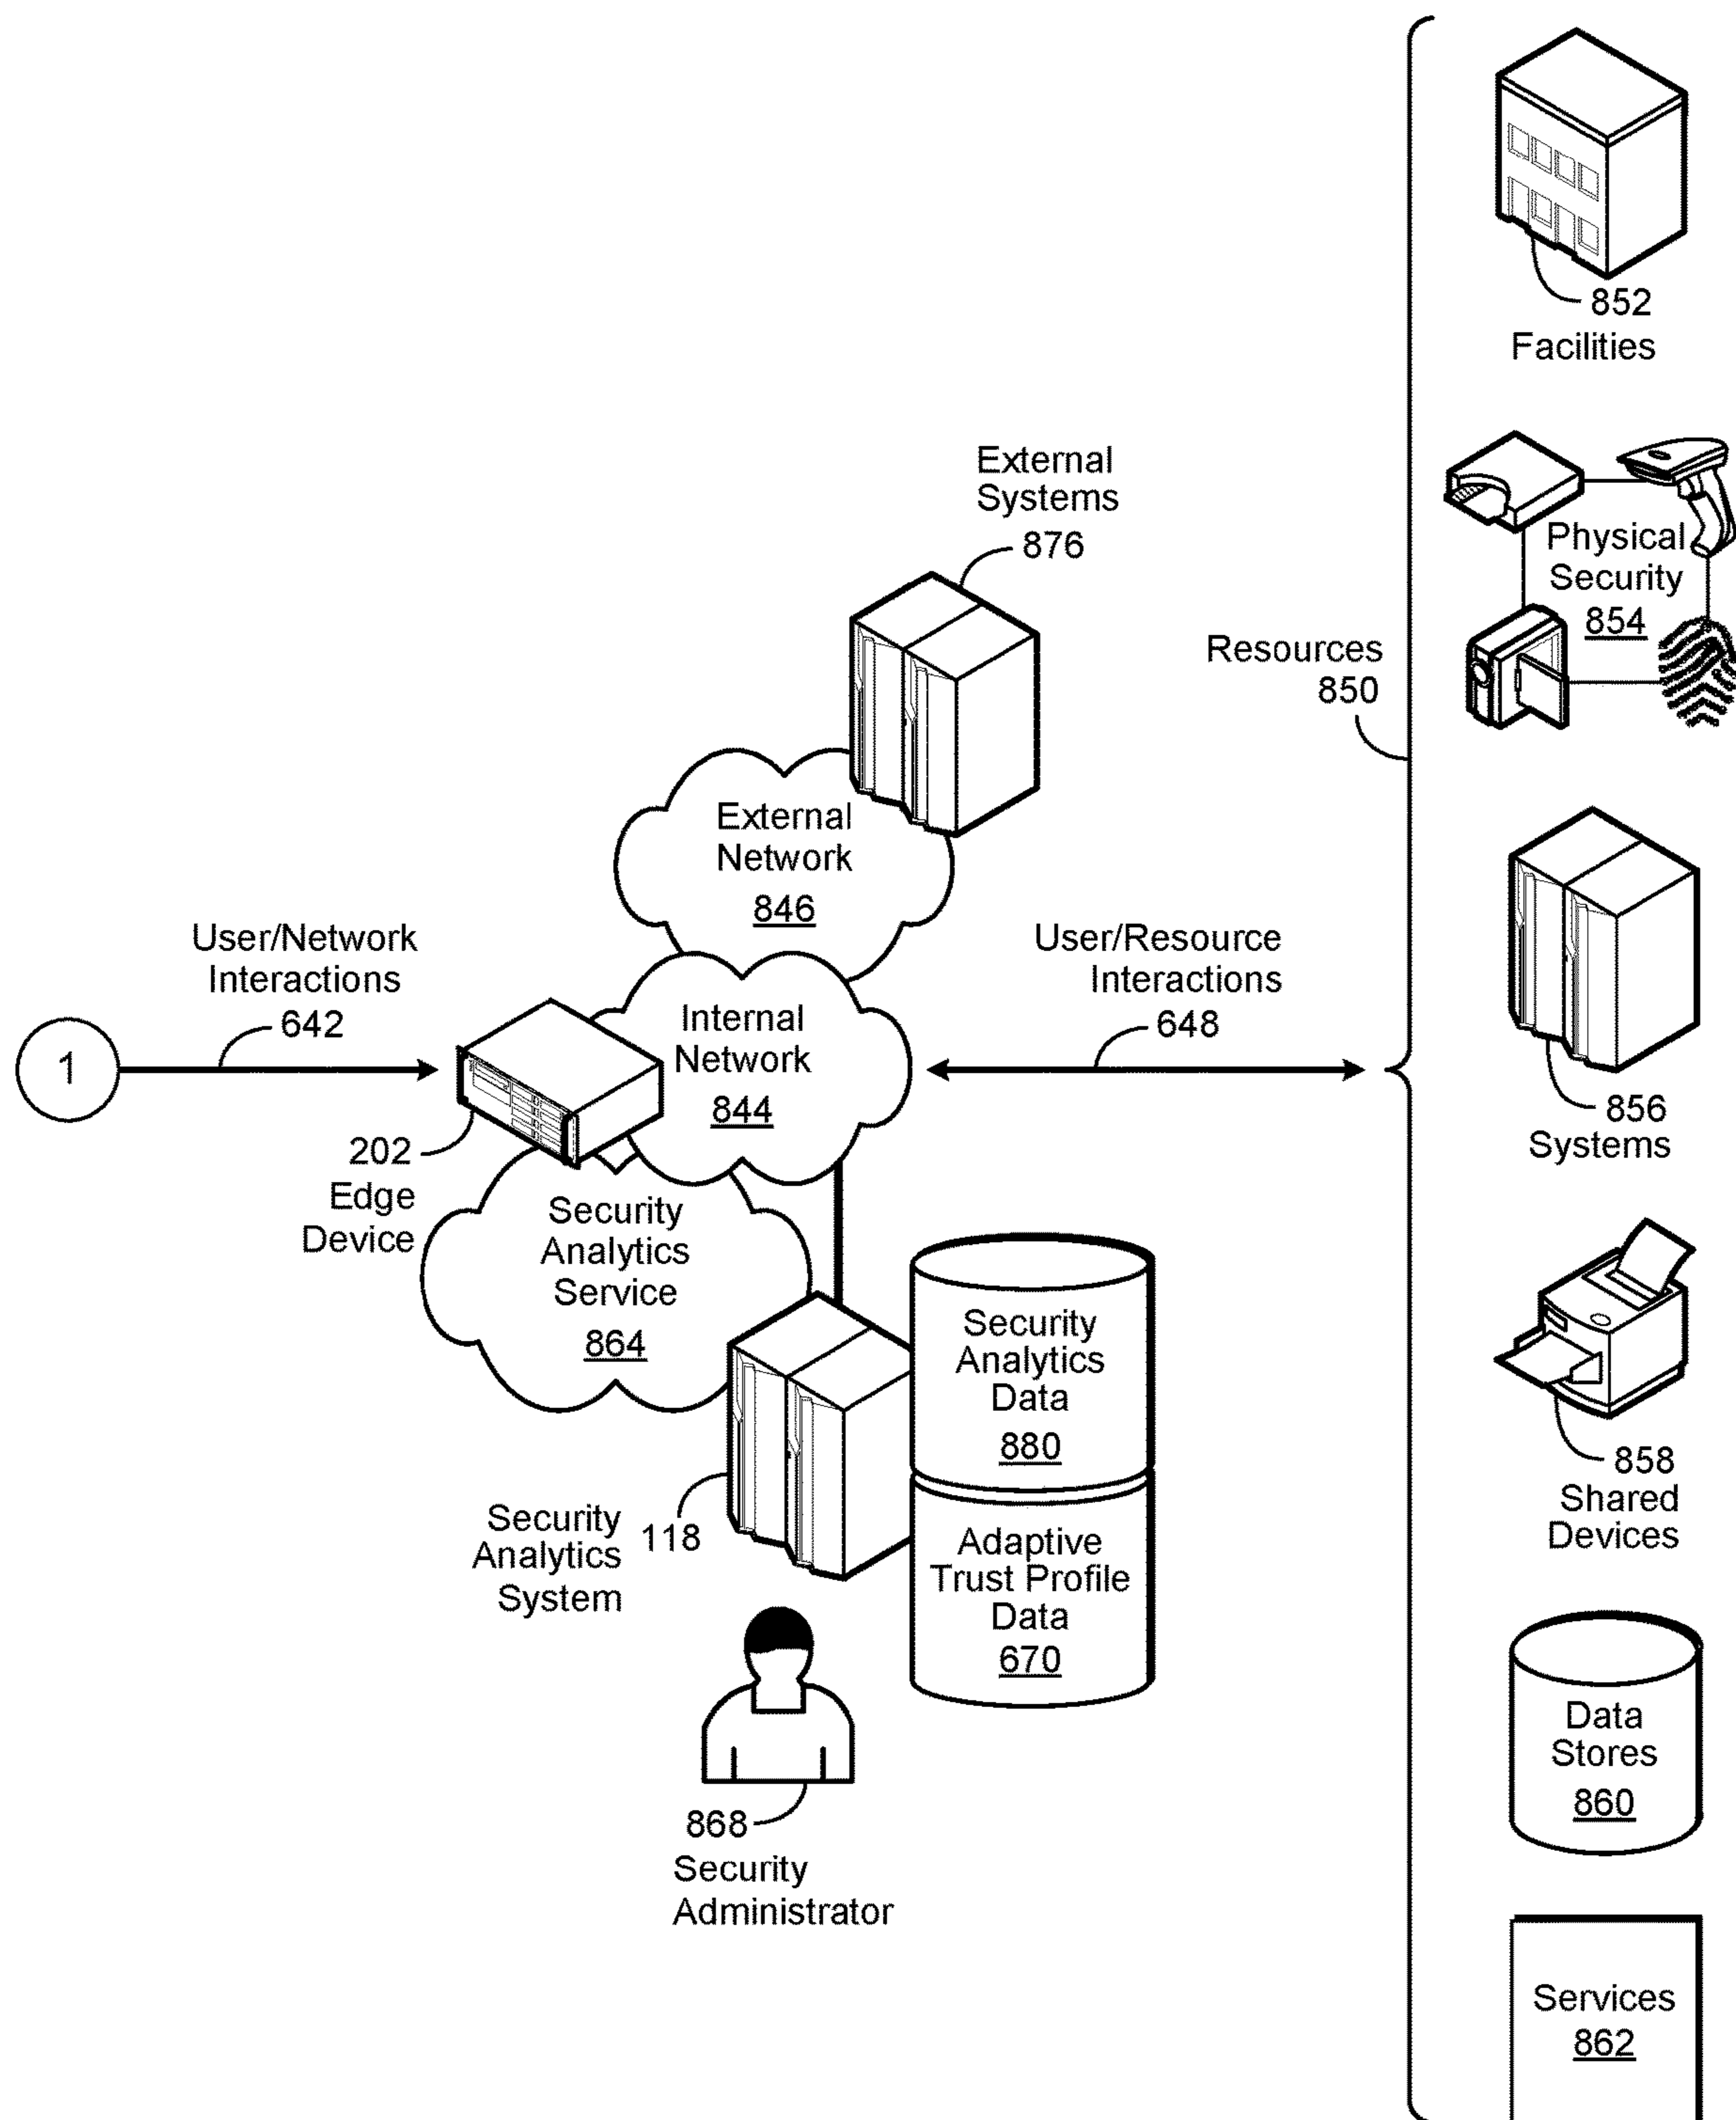 852
Facilities
External
Systems
876
Physical
Security
854
Resources
850
External
Network
846
User/Network
Interactions
642
User/Resource
Interactions
648
1
Internal
Network
844
856
Systems
202
Edge
Device
Security
Analytics
Service
864
Security
Analytics
Data
880
858
Shared
Devices
Security
Analytics
System
118
Adaptive
Trust Profile
Data
670
Data
Stores
860
868
Security
Administrator
Services
862